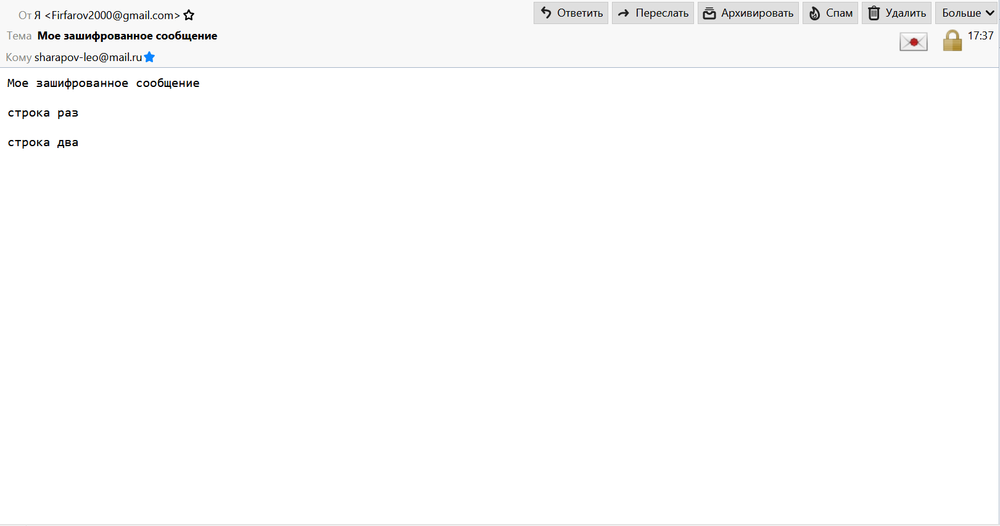 От Я <Firfarov2000@gmail.com>
Ответить Переслать Архивировать Спам Удалить Больше
Тема Мое зашифрованное сообщение
17:37
Кому sharapov-leo@mail.ru
Мое зашифрованное сообщение
строка раз
строка два